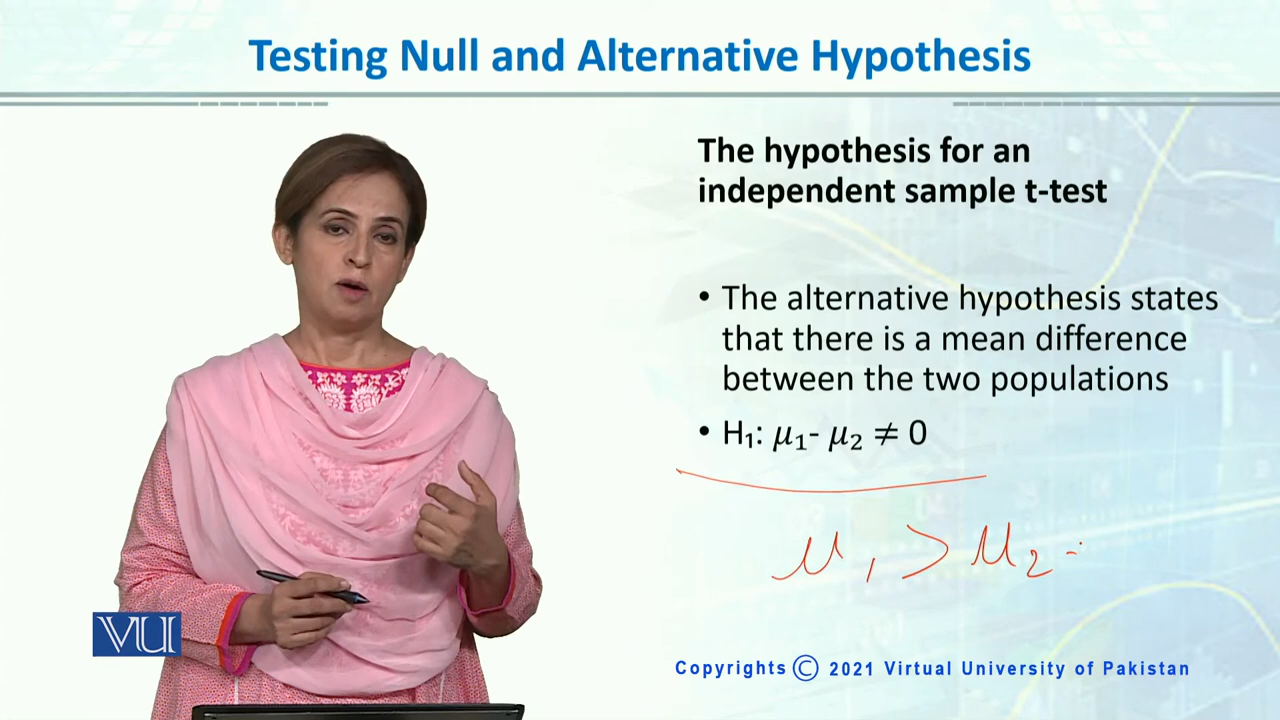 Testing Null and Alternative Hypothesis
The hypothesis for an
independent sample t-test
• The alternative hypothesis states
that there is a mean difference
between the two populations
• H₁: 𝜇₁- 𝜇₂ ≠ 0
μ₁ > μ₂
VU
Copyrights © 2021 Virtual University of Pakistan